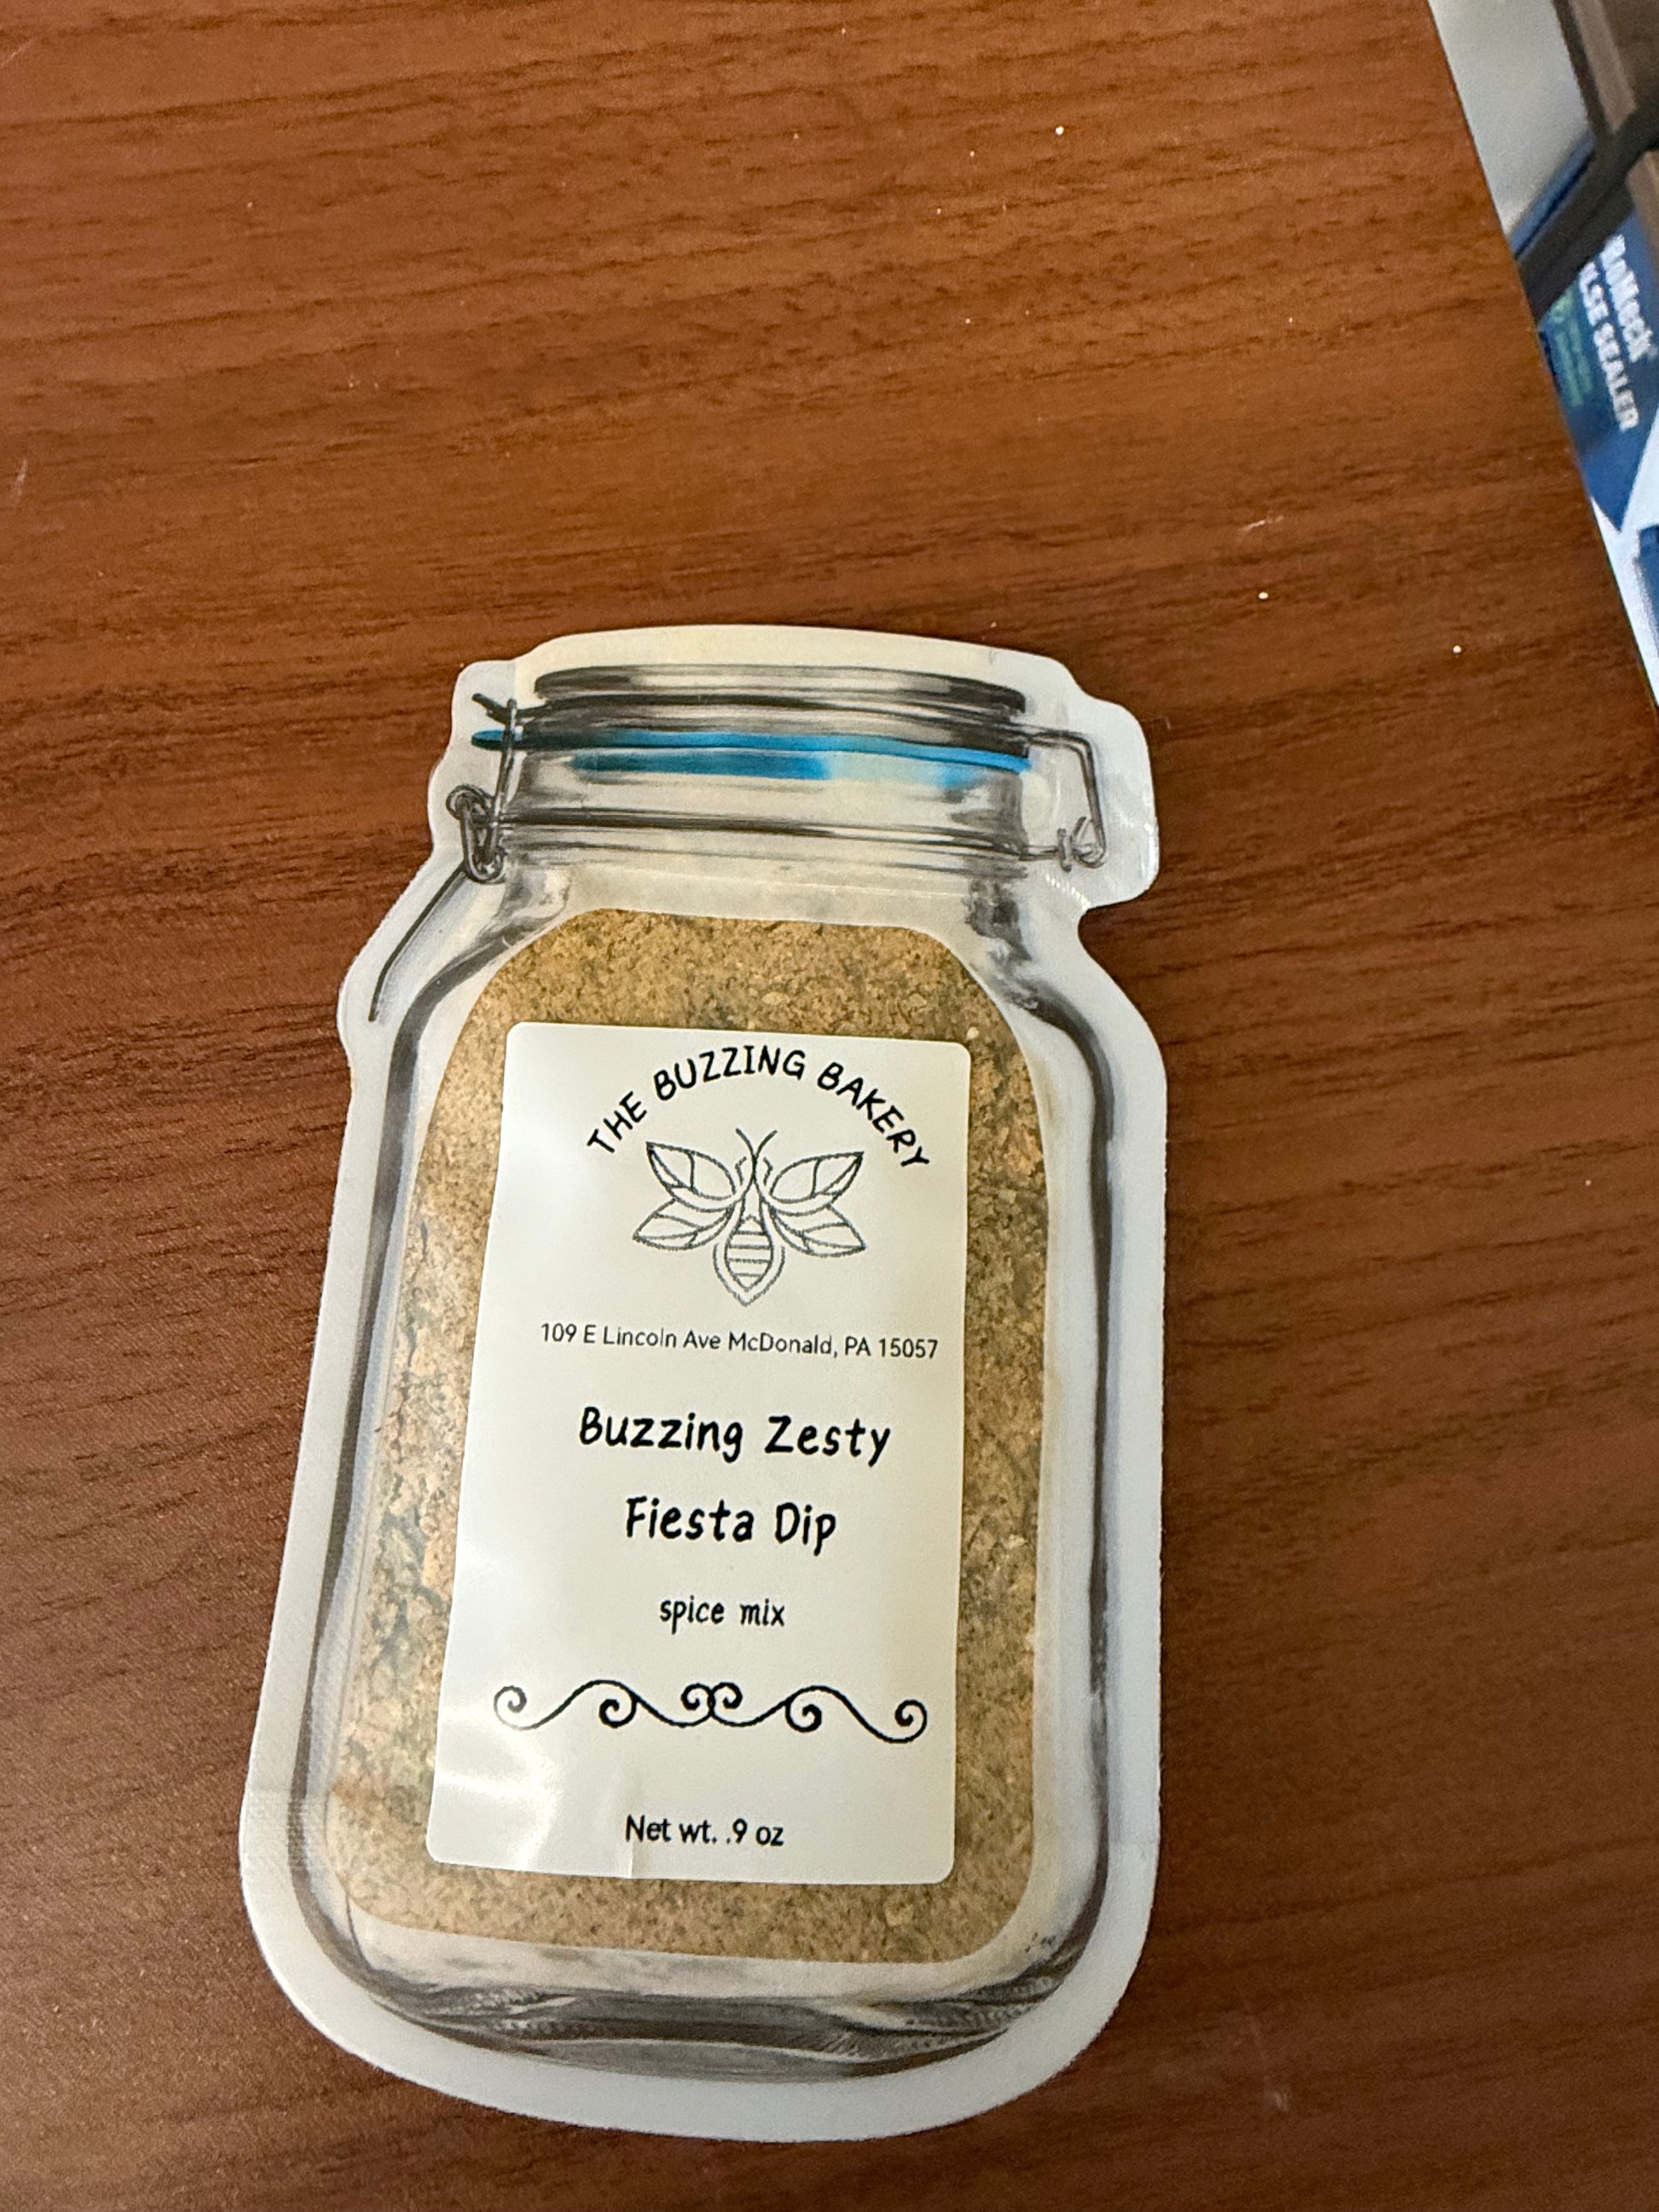 THE BUZZING BAKERY
109 E Lincoln Ave McDonald, PA 15057
Buzzing Zesty
Fiesta Dip
spice mix
Net wt. .9 oz
SEALER